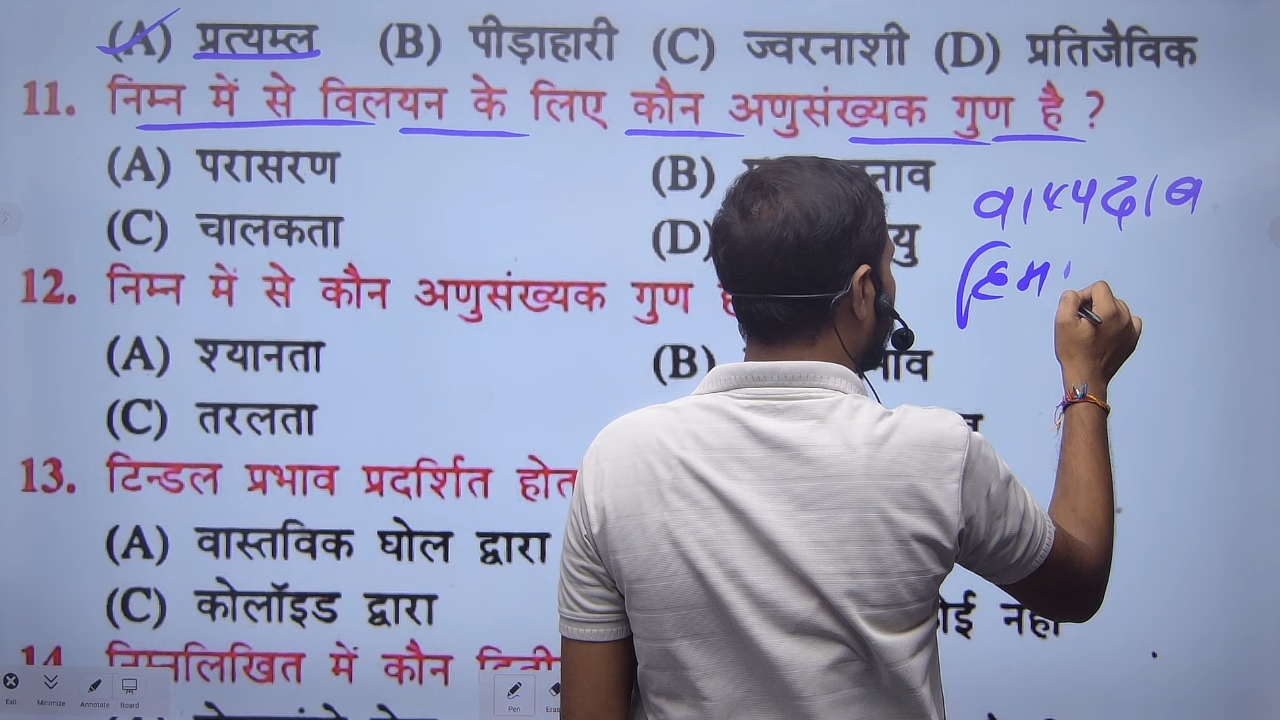 (A) प्रत्यम्ल (B) पीड़ाहारी (C) ज्वरनाशी (D) प्रतिजैविक
11. निम्न में से विलयन के लिए कौन अणुसंख्यक गुण है ?
(A) परासरण (B)
(C) चालकता (D)
वाष्पदाब
हिम
12. निम्न में से कौन अणुसंख्यक गुण
(A) श्यानता (B)
(C) तरलता
13. टिन्डल प्रभाव प्रदर्शित
(A) वास्तविक घोल द्वारा
(C) कोलॉइड द्वारा नहीं
14. निम्नलिखित में कौन
Exit Minimize Annotate Board Pen